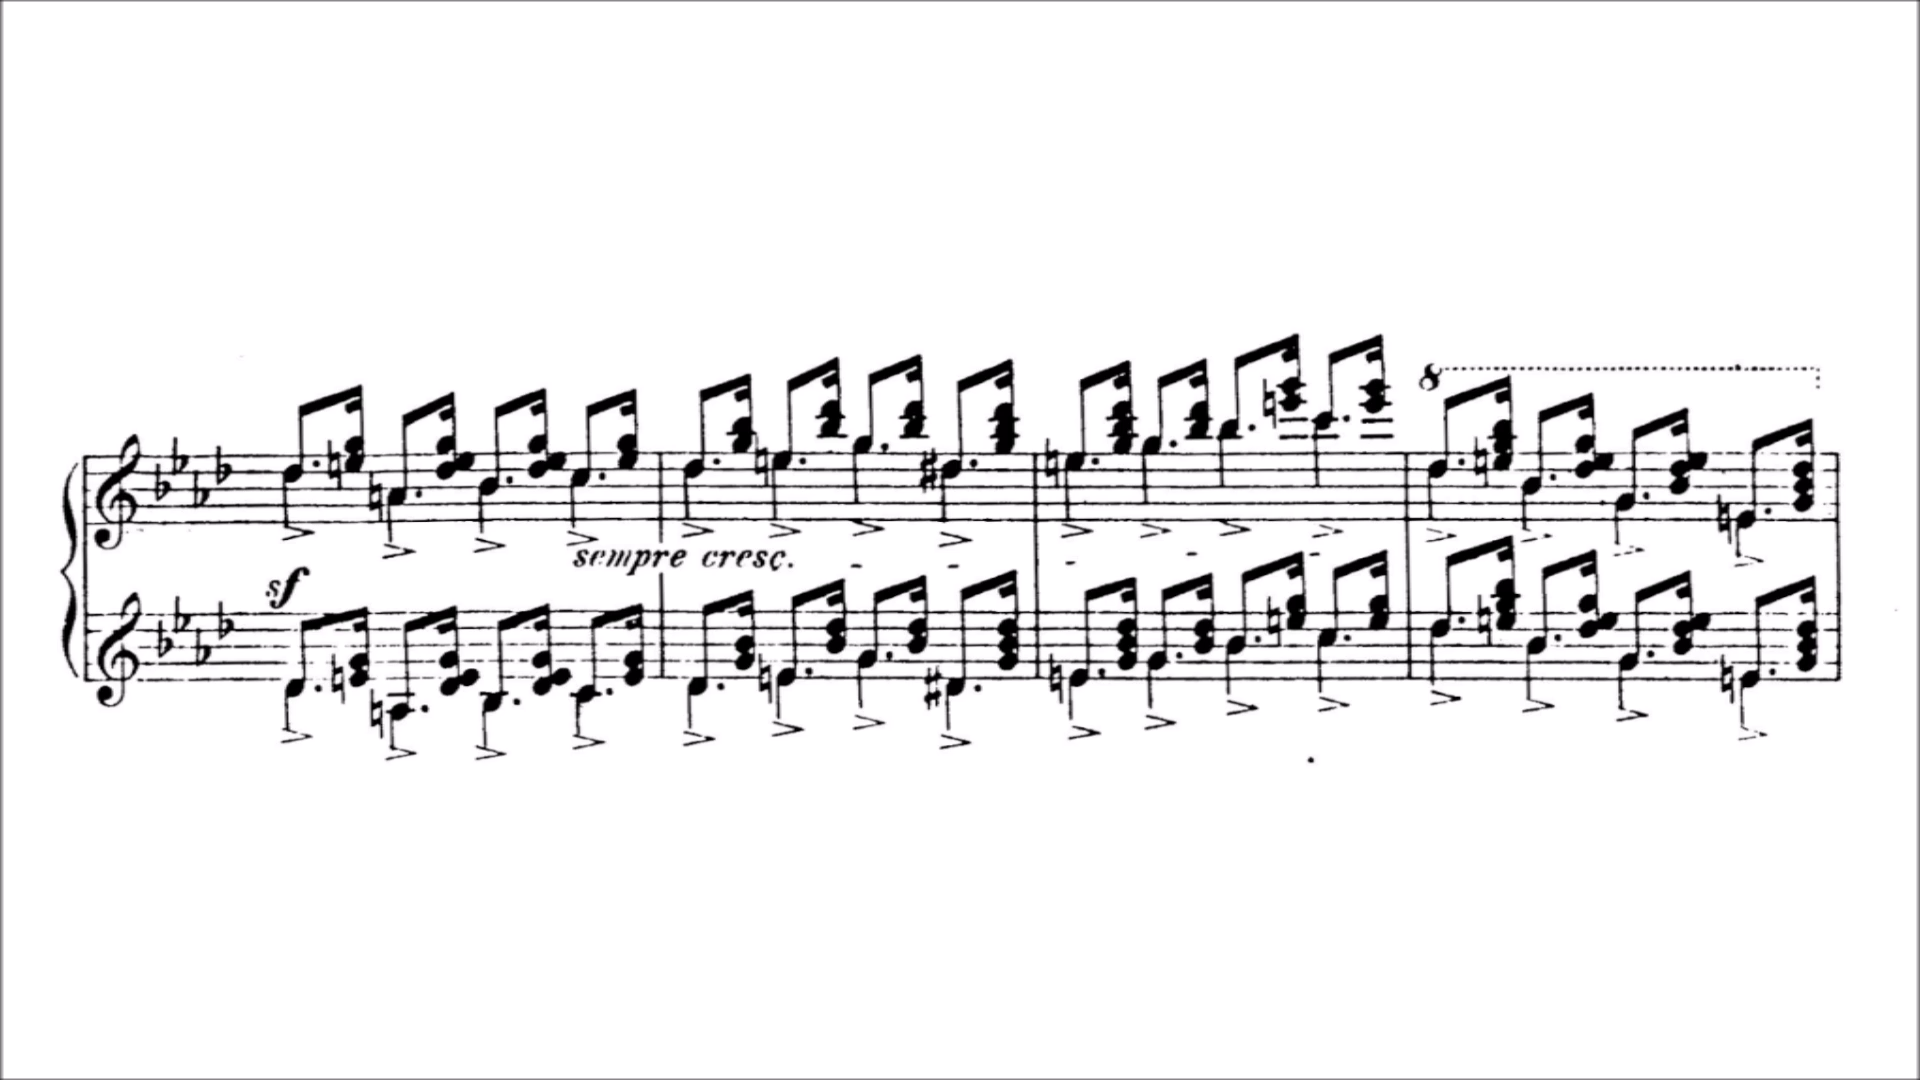 8
sempre cresc. - - - - -
sf